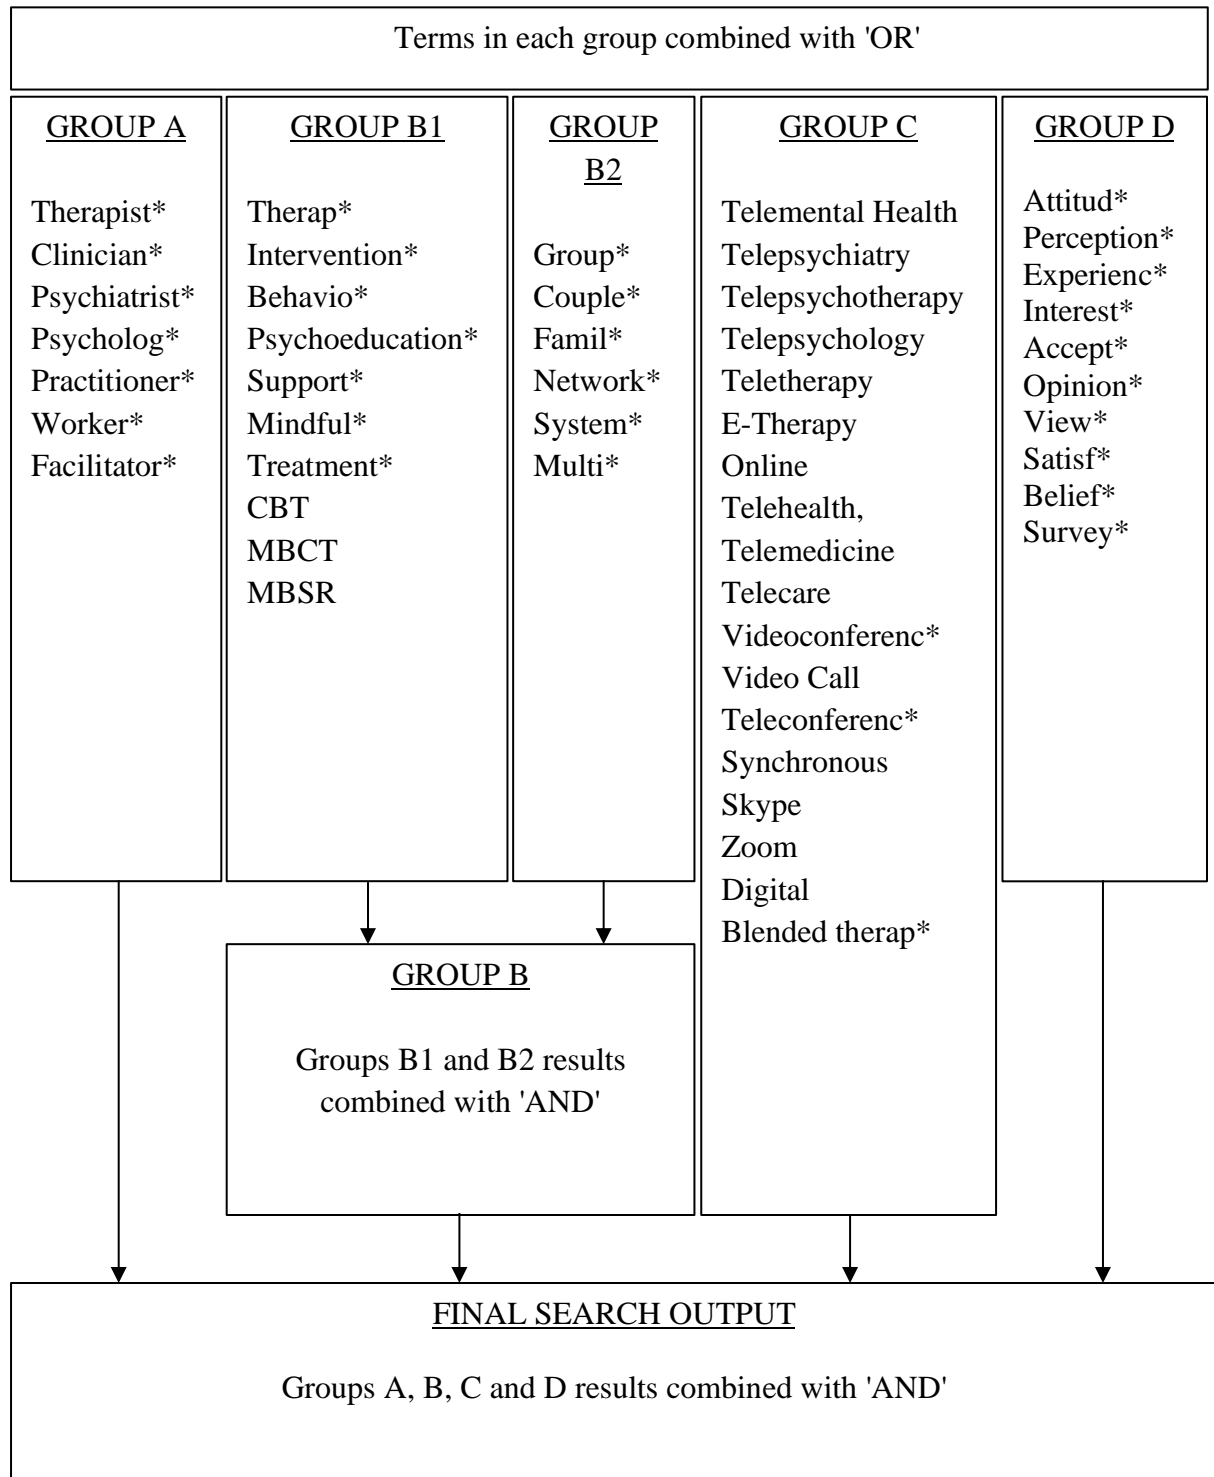 Terms in each group combined with 'OR'
GROUP A
Therapist*
Clinician*
Psychiatrist*
Psycholog*
Practitioner*
Worker*
Facilitator*
GROUP B1
Therap*
Intervention*
Behavio*
Psychoeducation*
Support*
Mindful*
Treatment*
CBT
MBCT
MBSR
GROUP
B2
Group*
Couple*
Famil*
Network*
System*
Multi*
GROUP C
Telemental Health
Telepsychiatry
Telepsychotherapy
Telepsychology
Teletherapy
E-Therapy
Online
Telehealth,
Telemedicine
Telecare
Videoconferenc*
Video Call
Teleconferenc*
Synchronous
Skype
Zoom
Digital
Blended therap*
GROUP D
Attitud*
Perception*
Experienc*
Interest*
Accept*
Opinion*
View*
Satisf*
Belief*
Survey*
GROUP B
Groups B1 and B2 results
combined with 'AND'
FINAL SEARCH OUTPUT
Groups A, B, C and D results combined with 'AND'